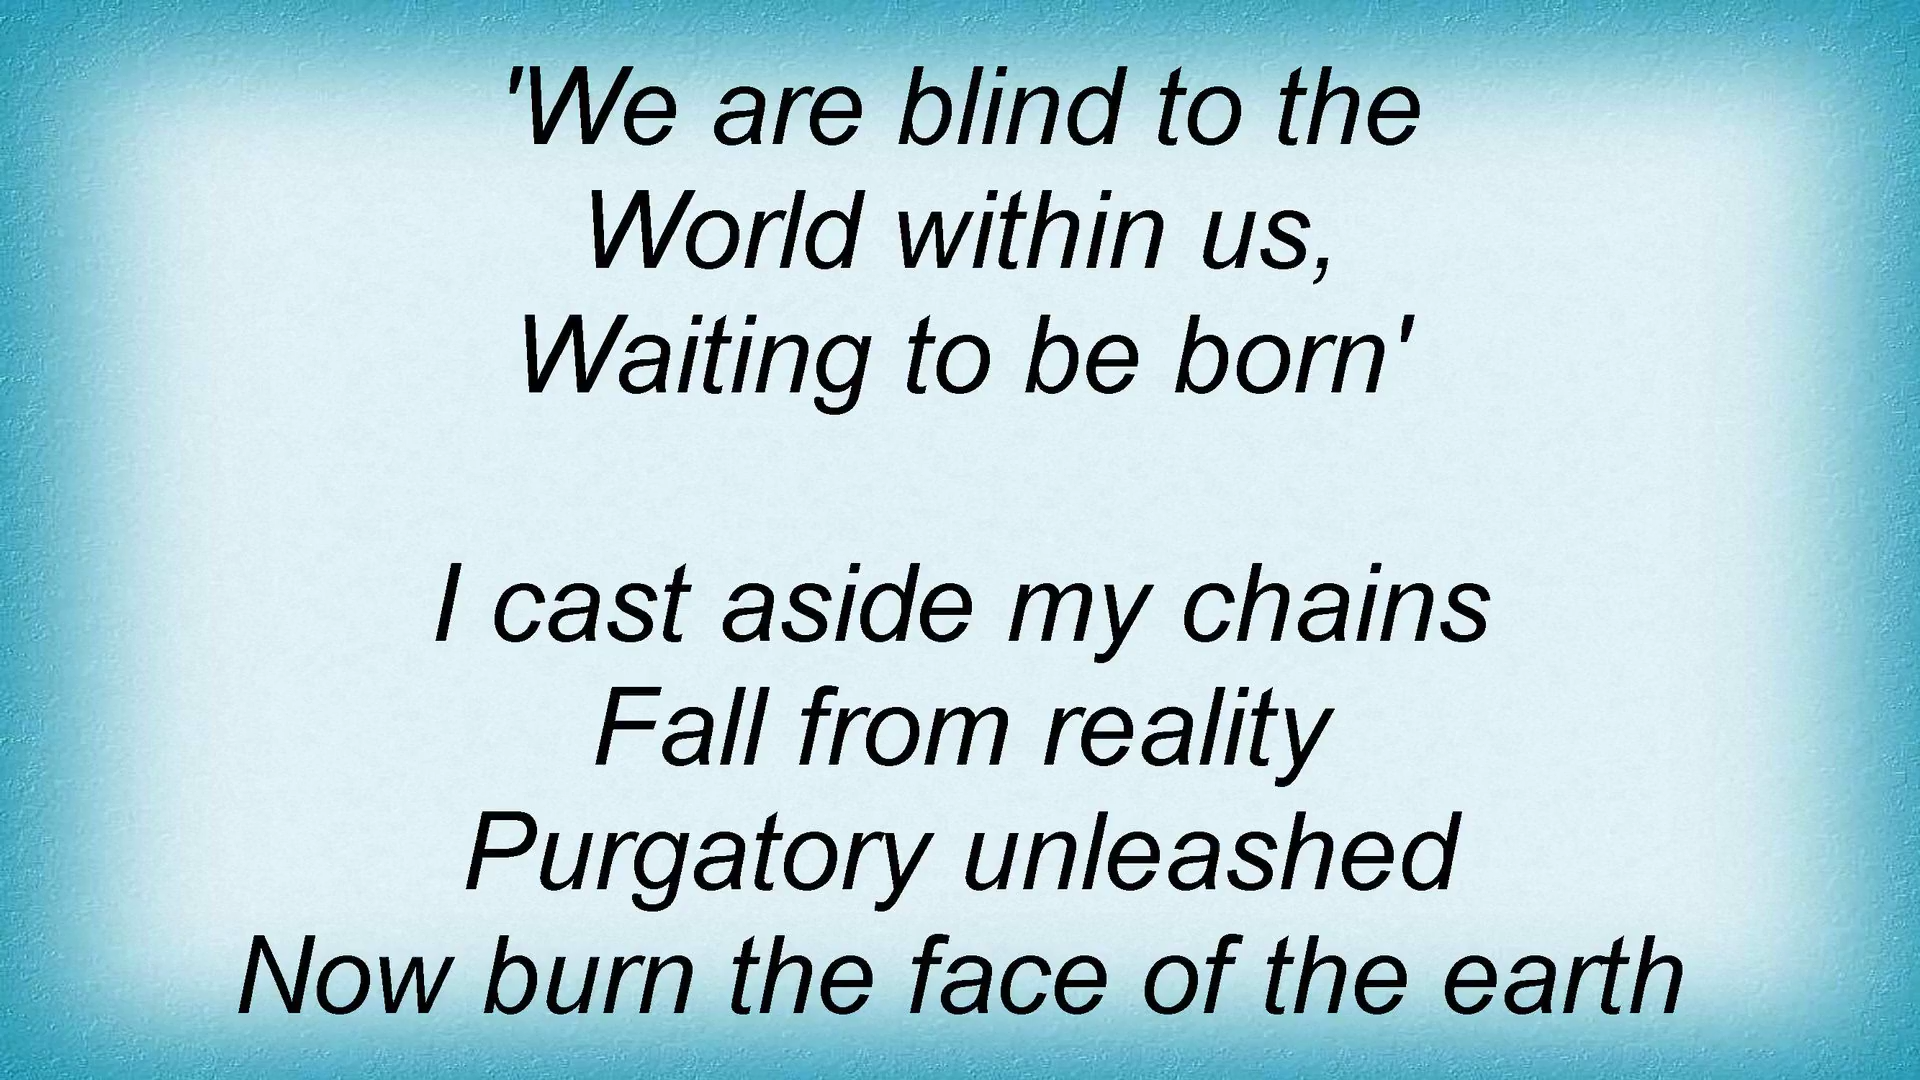 'We are blind to the
World within us,
Waiting to be born'
I cast aside my chains
Fall from reality
Purgatory unleashed
Now burn the face of the earth